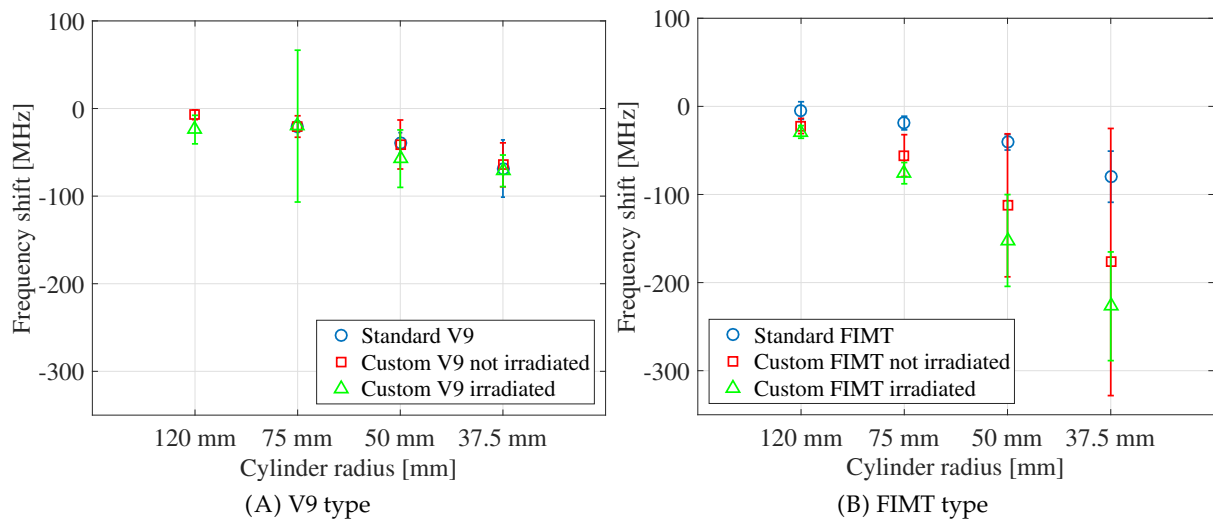 100
0
-100
-200
-300
Frequency shift [MHz]
Standard V9
Custom V9 not irradiated
Custom V9 irradiated
120 mm
75 mm
50 mm
37.5 mm
Cylinder radius [mm]
(A) V9 type
100
0
-100
-200
-300
Frequency shift [MHz]
Standard FIMT
Custom FIMT not irradiated
Custom FIMT irradiated
120 mm
75 mm
50 mm
37.5 mm
Cylinder radius [mm]
(B) FIMT type